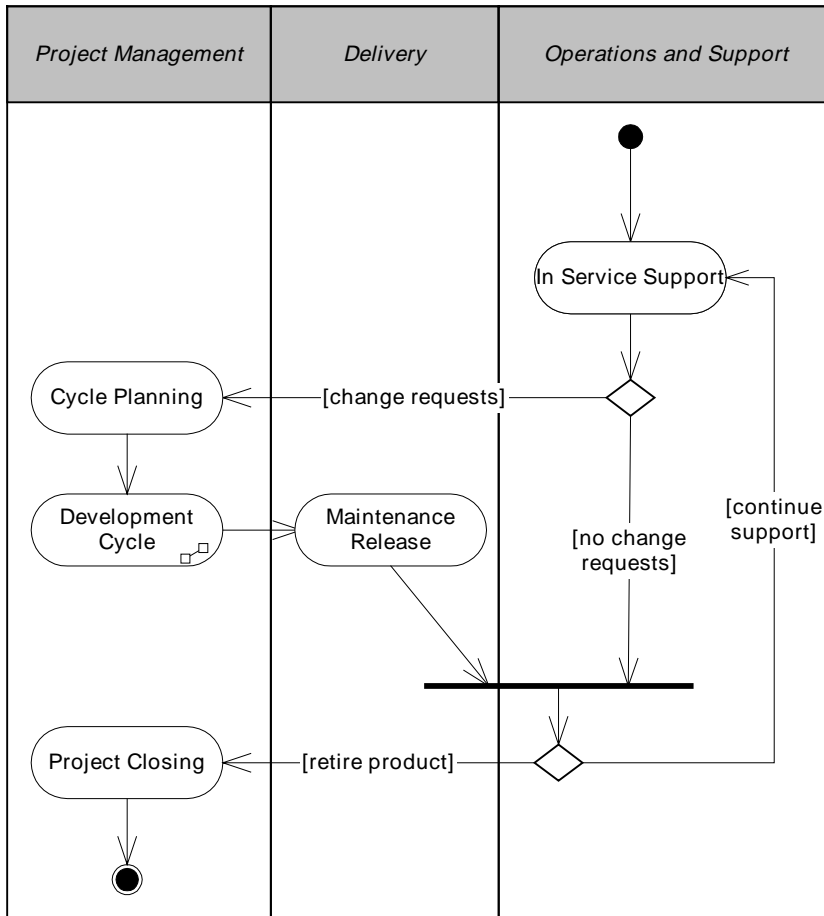 Project Management
Delivery
Operations and Support
In Service Support
Cycle Planning
[change requests]
Development
Cycle
Maintenance
Release
[no change
requests]
[continue
support]
Project Closing
[retire product]